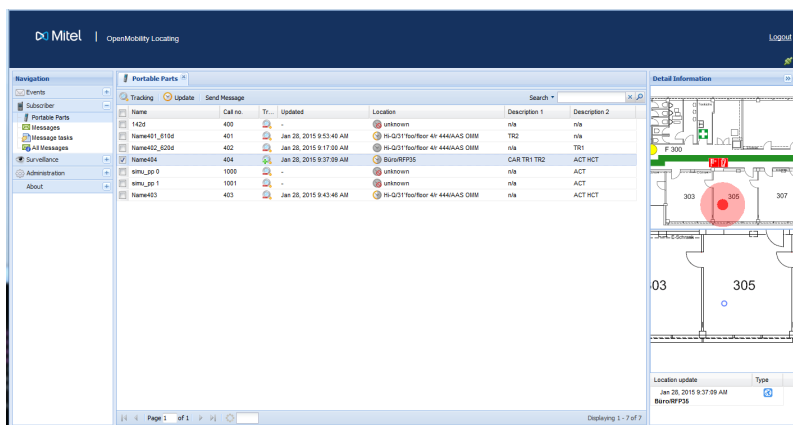 Mitel | OpenMobility Locating
Logout
Navigation
Events
Subscriber
Portable Parts
Messages
Message tasks
All Messages
Surveillance
Administration
About
Portable Parts
Tracking Update Send Message Search
Name Call no. Tr... Updated Location Description 1 Description 2
142d 400 - unknown n/a n/a
Name401_610d 401 Jan 28, 2015 9:53:40 AM Hi-Q/31'foo/floor 4/r 444/AAS OMM TR2 n/a
Name402_620d 402 Jan 28, 2015 9:17:00 AM Hi-Q/31'foo/floor 4/r 444/AAS OMM n/a TR1
Name404 404 Jan 28, 2015 9:37:09 AM Büro/RFP35 CAR TR1 TR2 ACT HCT
simu_pp 0 1000 - unknown n/a ACT
simu_pp 1 1001 - unknown n/a ACT
Name403 403 Jan 28, 2015 9:43:46 AM Hi-Q/31'foo/floor 4/r 444/AAS OMM n/a ACT HCT
Page 1 of 1
Displaying 1 - 7 of 7
Detail Information
F 300
303 305 307
E-Schrank
03 305
Location update Type
Jan 28, 2015 9:37:09 AM
Büro/RFP35